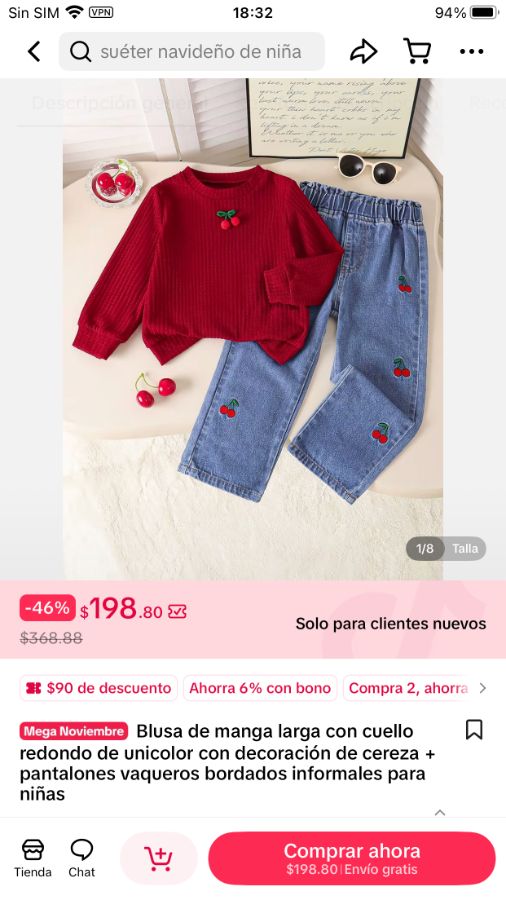 Sin SIM VPN 18:32 94%
suéter navideño de niña
Descripción general
1/8 Talla
-46% $198.80
Solo para clientes nuevos
$368.88
$90 de descuento Ahorra 6% con bono Compra 2, ahorra
Mega Noviembre Blusa de manga larga con cuello
redondo de unicolor con decoración de cereza +
pantalones vaqueros bordados informales para
niñas
Tienda Chat
Comprar ahora
$198.80 | Envío gratis